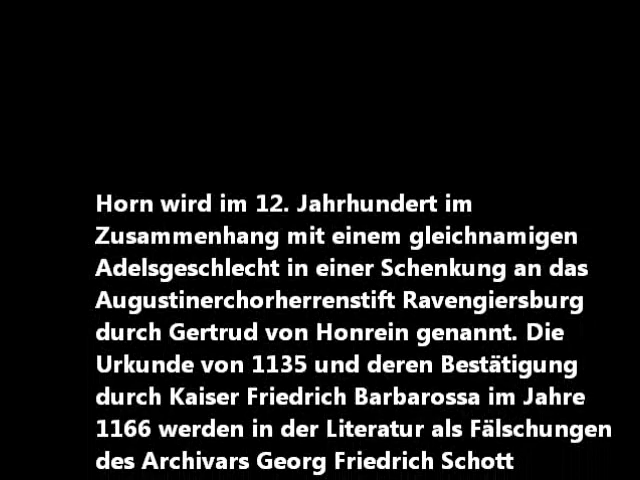 Horn wird im 12. Jahrhundert im
Zusammenhang mit einem gleichnamigen
Adelsgeschlecht in einer Schenkung an das
Augustinerchorherrenstift Ravengiersburg
durch Gertrud von Honrein genannt. Die
Urkunde von 1135 und deren Bestätigung
durch Kaiser Friedrich Barbarossa im Jahre
1166 werden in der Literatur als Fälschungen
des Archivars Georg Friedrich Schott